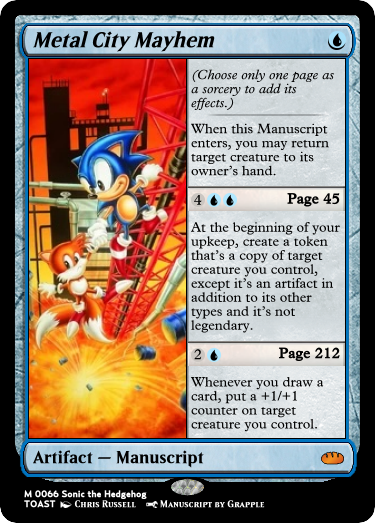 Metal City Mayhem
(Choose only one page as
a sorcery to add its
effects.)
When this Manuscript
enters, you may return
target creature to its
owner's hand.
4 Page 45
At the beginning of your
upkeep, create a token
that's a copy of target
creature you control,
except it's an artifact in
addition to its other
types and it's not
legendary.
2 Page 212
Whenever you draw a
card, put a +1/+1
counter on target
creature you control.
Artifact — Manuscript
M 0066 Sonic the Hedgehog
TOAST Chris Russell Manuscript by Grapple